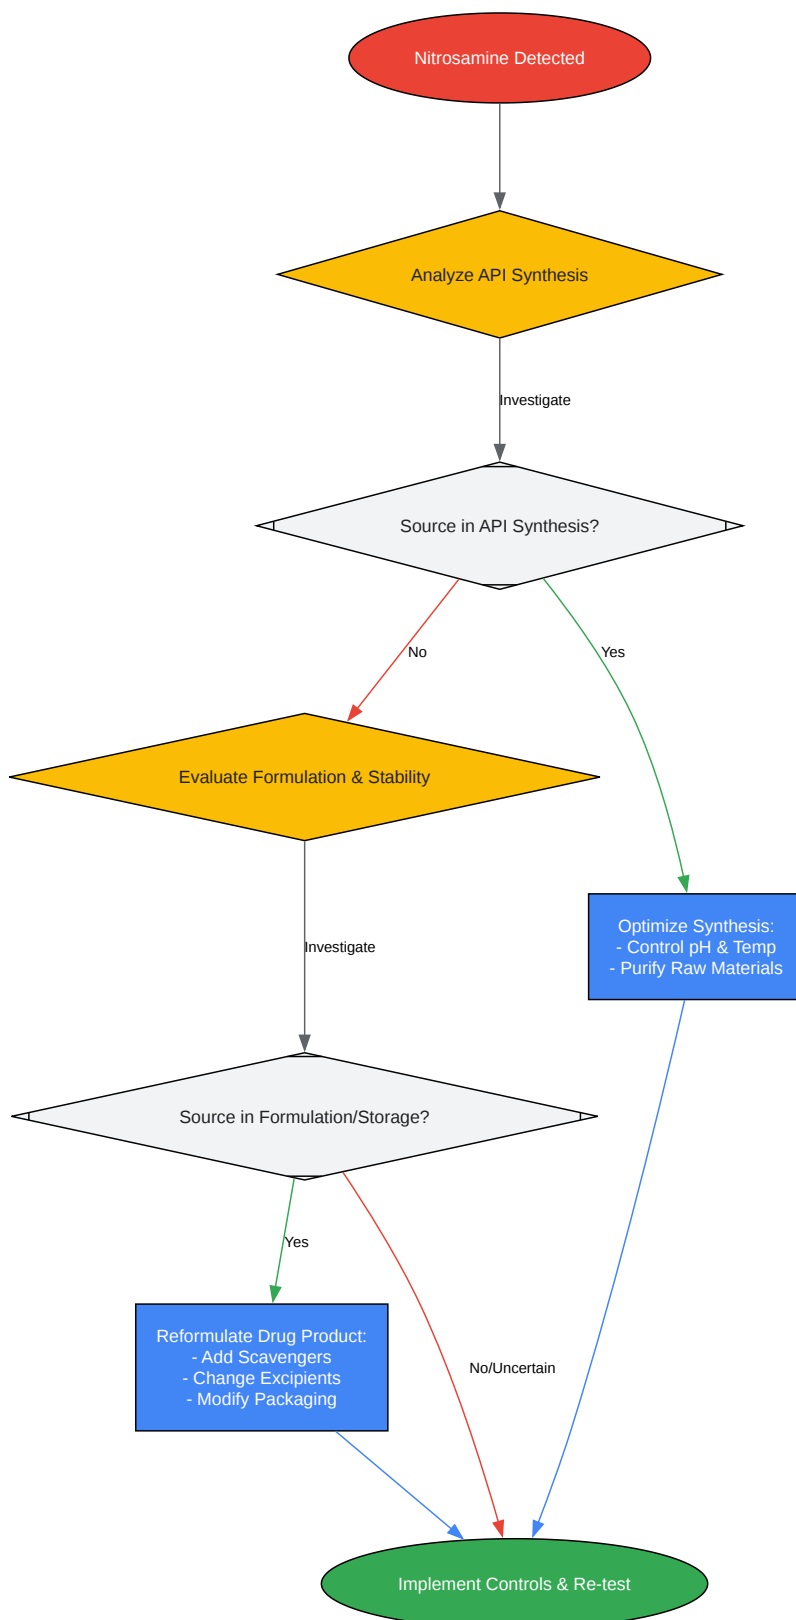 Nitrosamine Detected
Analyze API Synthesis
Investigate
Source in API Synthesis?
No
Yes
Evaluate Formulation & Stability
Optimize Synthesis:
- Control pH & Temp
- Purify Raw Materials
Investigate
Source in Formulation/Storage?
Yes
Reformulate Drug Product:
- Add Scavengers
- Change Excipients
- Modify Packaging
No/Uncertain
Implement Controls & Re-test